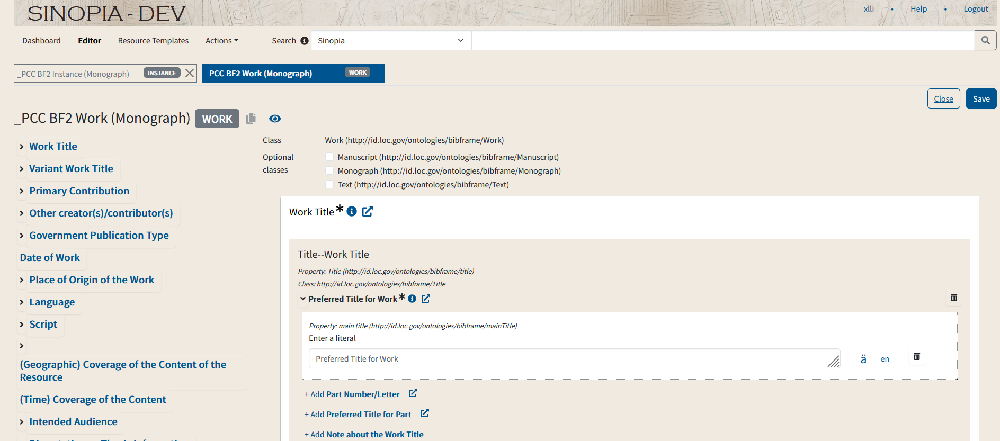 SINOPIA - DEV
xlli • Help • Logout
Dashboard Editor Resource Templates Actions Search Sinopia
_PCC BF2 Instance (Monograph) INSTANCE
_PCC BF2 Work (Monograph) WORK
Close Save
_PCC BF2 Work (Monograph) WORK
Work Title
Variant Work Title
Primary Contribution
Other creator(s)/contributor(s)
Government Publication Type
Date of Work
Place of Origin of the Work
Language
Script
(Geographic) Coverage of the Content of the
Resource
(Time) Coverage of the Content
Intended Audience
Class Work (http://id.loc.gov/ontologies/bibframe/Work)
Optional
classes
Manuscript (http://id.loc.gov/ontologies/bibframe/Manuscript)
Monograph (http://id.loc.gov/ontologies/bibframe/Monograph)
Text (http://id.loc.gov/ontologies/bibframe/Text)
Work Title*
Title--Work Title
Property: Title (http://id.loc.gov/ontologies/bibframe/title)
Class: http://id.loc.gov/ontologies/bibframe/Title
Preferred Title for Work*
Property: main title (http://id.loc.gov/ontologies/bibframe/mainTitle)
Enter a literal
Preferred Title for Work ä en
+ Add Part Number/Letter
+ Add Preferred Title for Part
+ Add Note about the Work Title